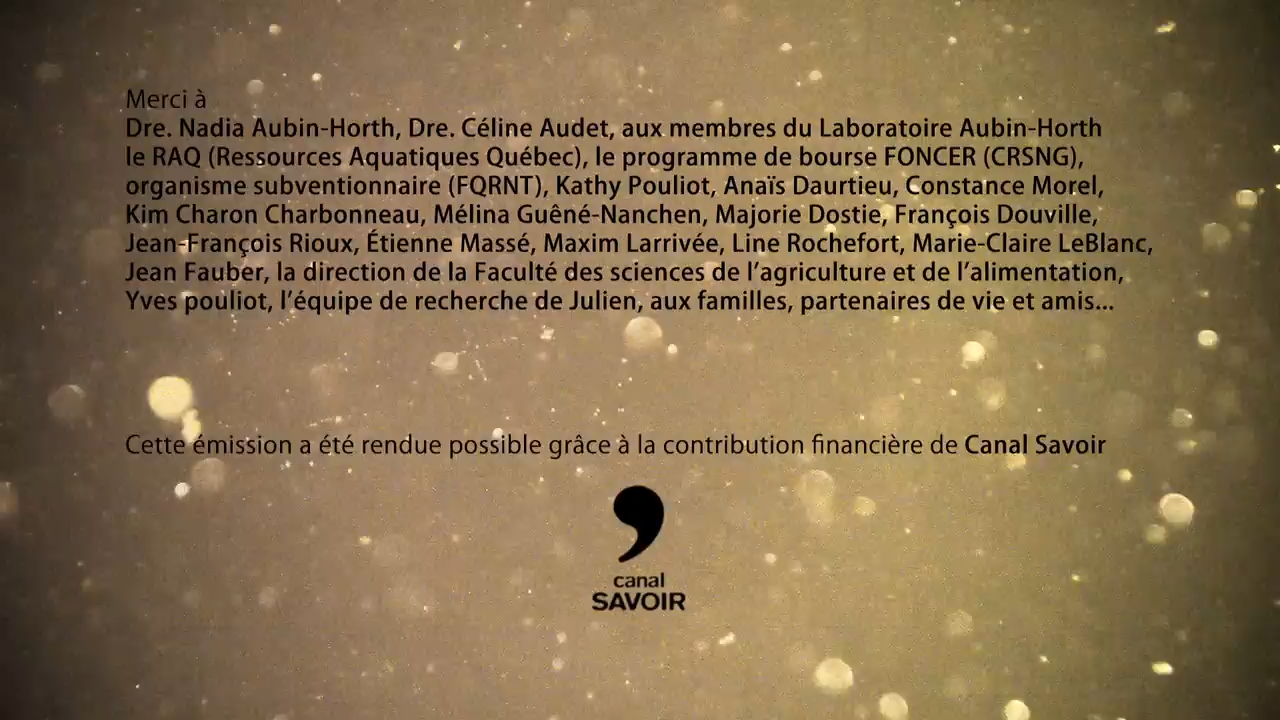 Merci à
Dre. Nadia Aubin-Horth, Dre. Céline Audet, aux membres du Laboratoire Aubin-Horth
le RAQ (Ressources Aquatiques Québec), le programme de bourse FONCER (CRSNG),
organisme subventionnaire (FQRNT), Kathy Pouliot, Anaïs Daurtieu, Constance Morel,
Kim Charon Charbonneau, Mélina Guêné-Nanchen, Majorie Dostie, François Douville,
Jean-François Rioux, Étienne Massé, Maxim Larrivée, Line Rochefort, Marie-Claire LeBlanc,
Jean Fauber, la direction de la Faculté des sciences de l’agriculture et de l’alimentation,
Yves pouliot, l’équipe de recherche de Julien, aux familles, partenaires de vie et amis...
Cette émission a été rendue possible grâce à la contribution financière de Canal Savoir
canal
SAVOIR